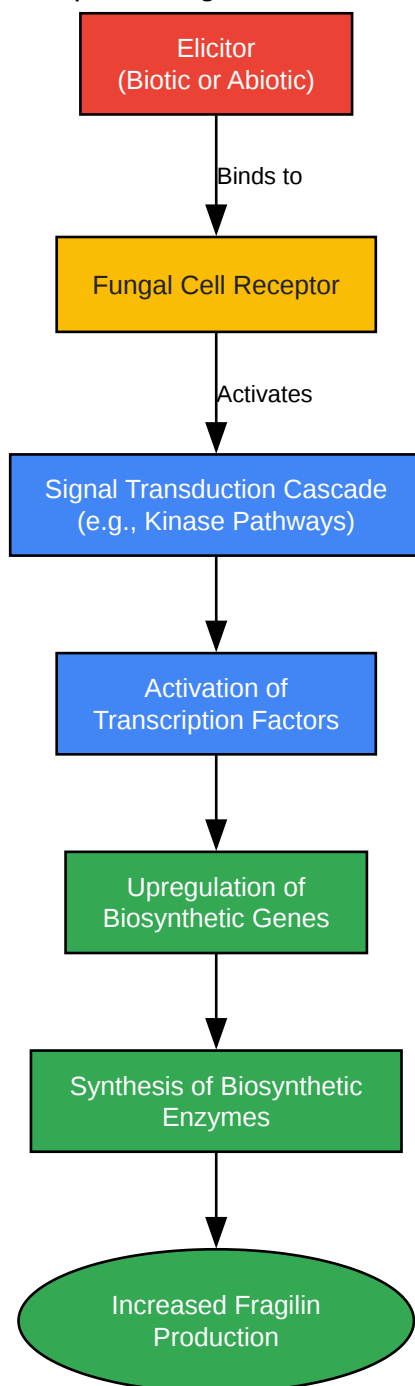 Elicitor
(Biotic or Abiotic)
Binds to
Fungal Cell Receptor
Activates
Signal Transduction Cascade
(e.g., Kinase Pathways)
Activation of
Transcription Factors
Upregulation of
Biosynthetic Genes
Synthesis of Biosynthetic
Enzymes
Increased Fragilin
Production